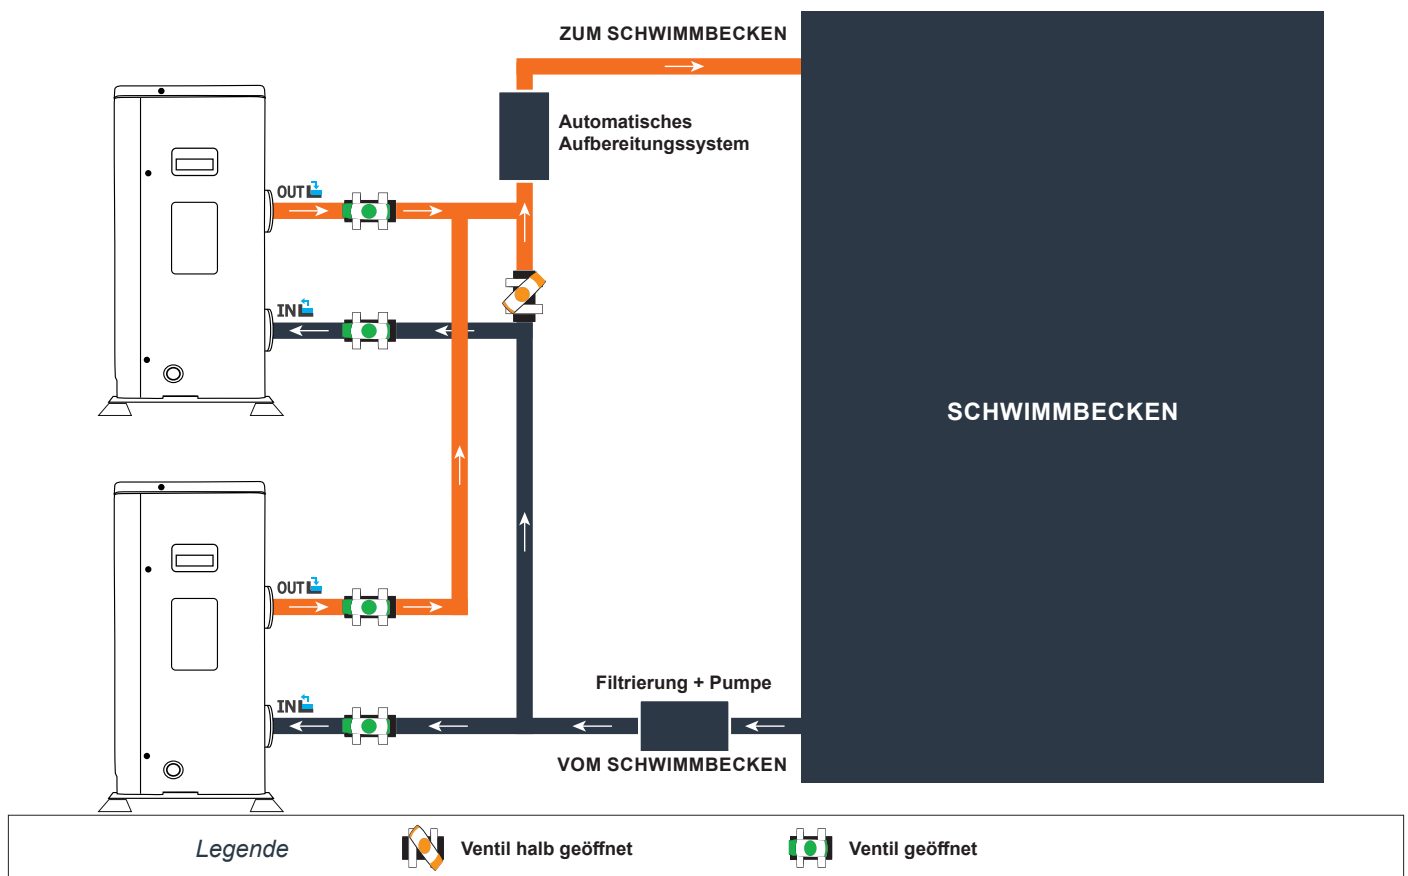 ZUM SCHWIMMBECKEN
Automatisches
Aufbereitungssystem
OUT
IN
SCHWIMMBECKEN
OUT
IN
Filtrierung + Pumpe
VOM SCHWIMMBECKEN
Legende
Ventil halb geöffnet
Ventil geöffnet